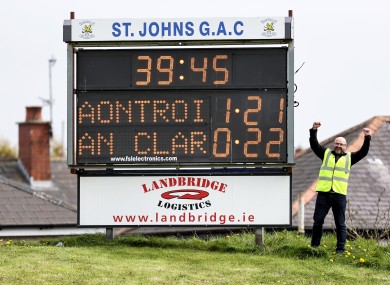 ST. JOHNS G.A.C
39:45
AONTROI 1:21
AN CLAR 0:22
www.fslelectronics.com
LANDBRIDGE
LOGISTICS
www.landbridge.ie